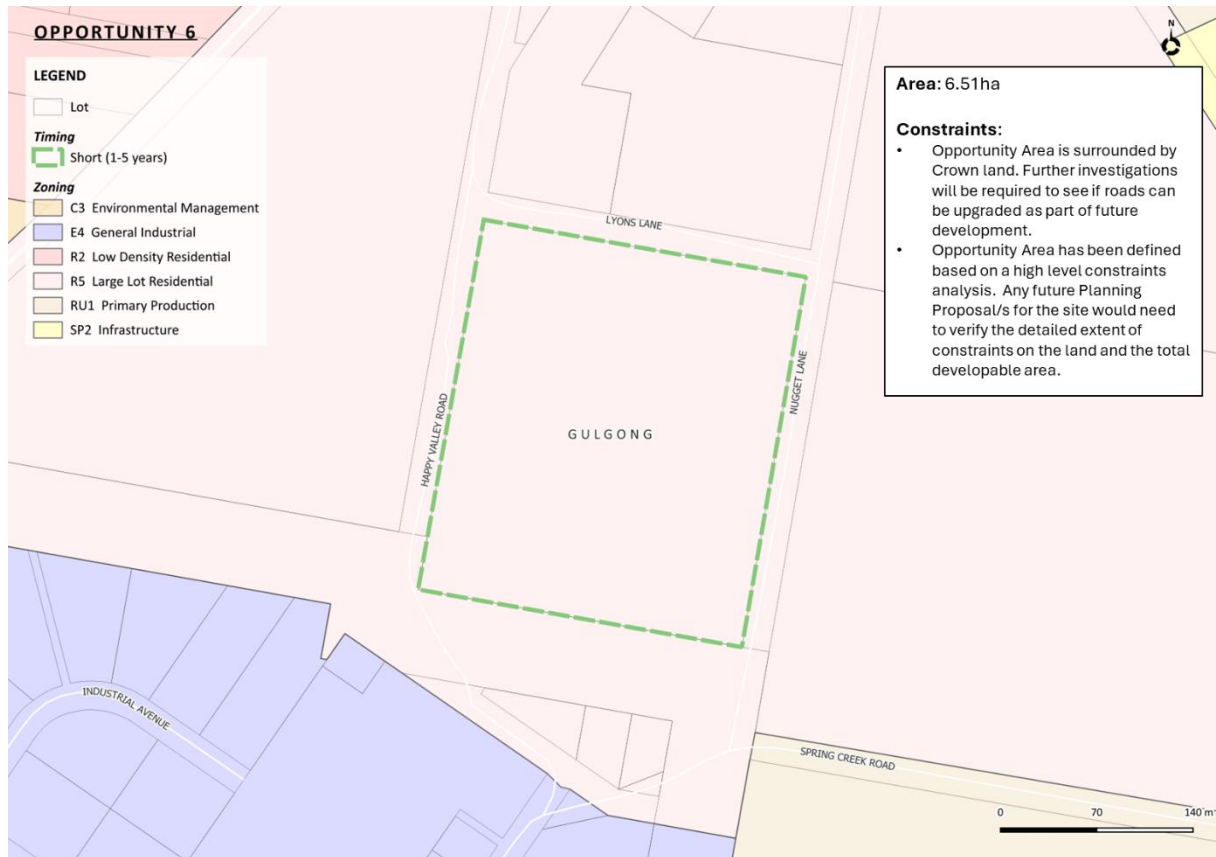 OPPORTUNITY 6
LEGEND
Lot
Timing
Short (1-5 years)
Zoning
C3 Environmental Management
E4 General Industrial
R2 Low Density Residential
R5 Large Lot Residential
RU1 Primary Production
SP2 Infrastructure
N
Area: 6.51ha
Constraints:
• Opportunity Area is surrounded by
Crown land. Further investigations
will be required to see if roads can
be upgraded as part of future
development.
• Opportunity Area has been defined
based on a high level constraints
analysis. Any future Planning
Proposal/s for the site would need
to verify the detailed extent of
constraints on the land and the total
developable area.
LYONS LANE
NUGGET LANE
HAPPY VALLEY ROAD
GULGONG
INDUSTRIAL AVENUE
SPRING CREEK ROAD
0 70 140 m